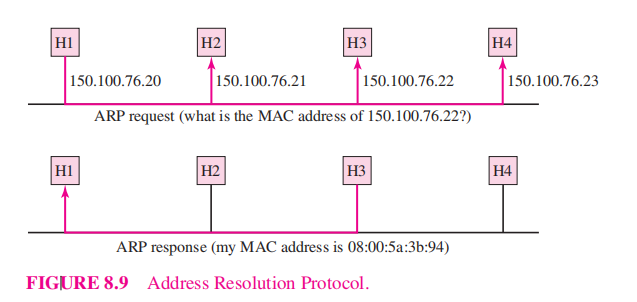 H1 H2 H3 H4
150.100.76.20 150.100.76.21 150.100.76.22 150.100.76.23
ARP request (what is the MAC address of 150.100.76.22?)
H1 H2 H3 H4
ARP response (my MAC address is 08:00:5a:3b:94)
FIGURE 8.9 Address Resolution Protocol.